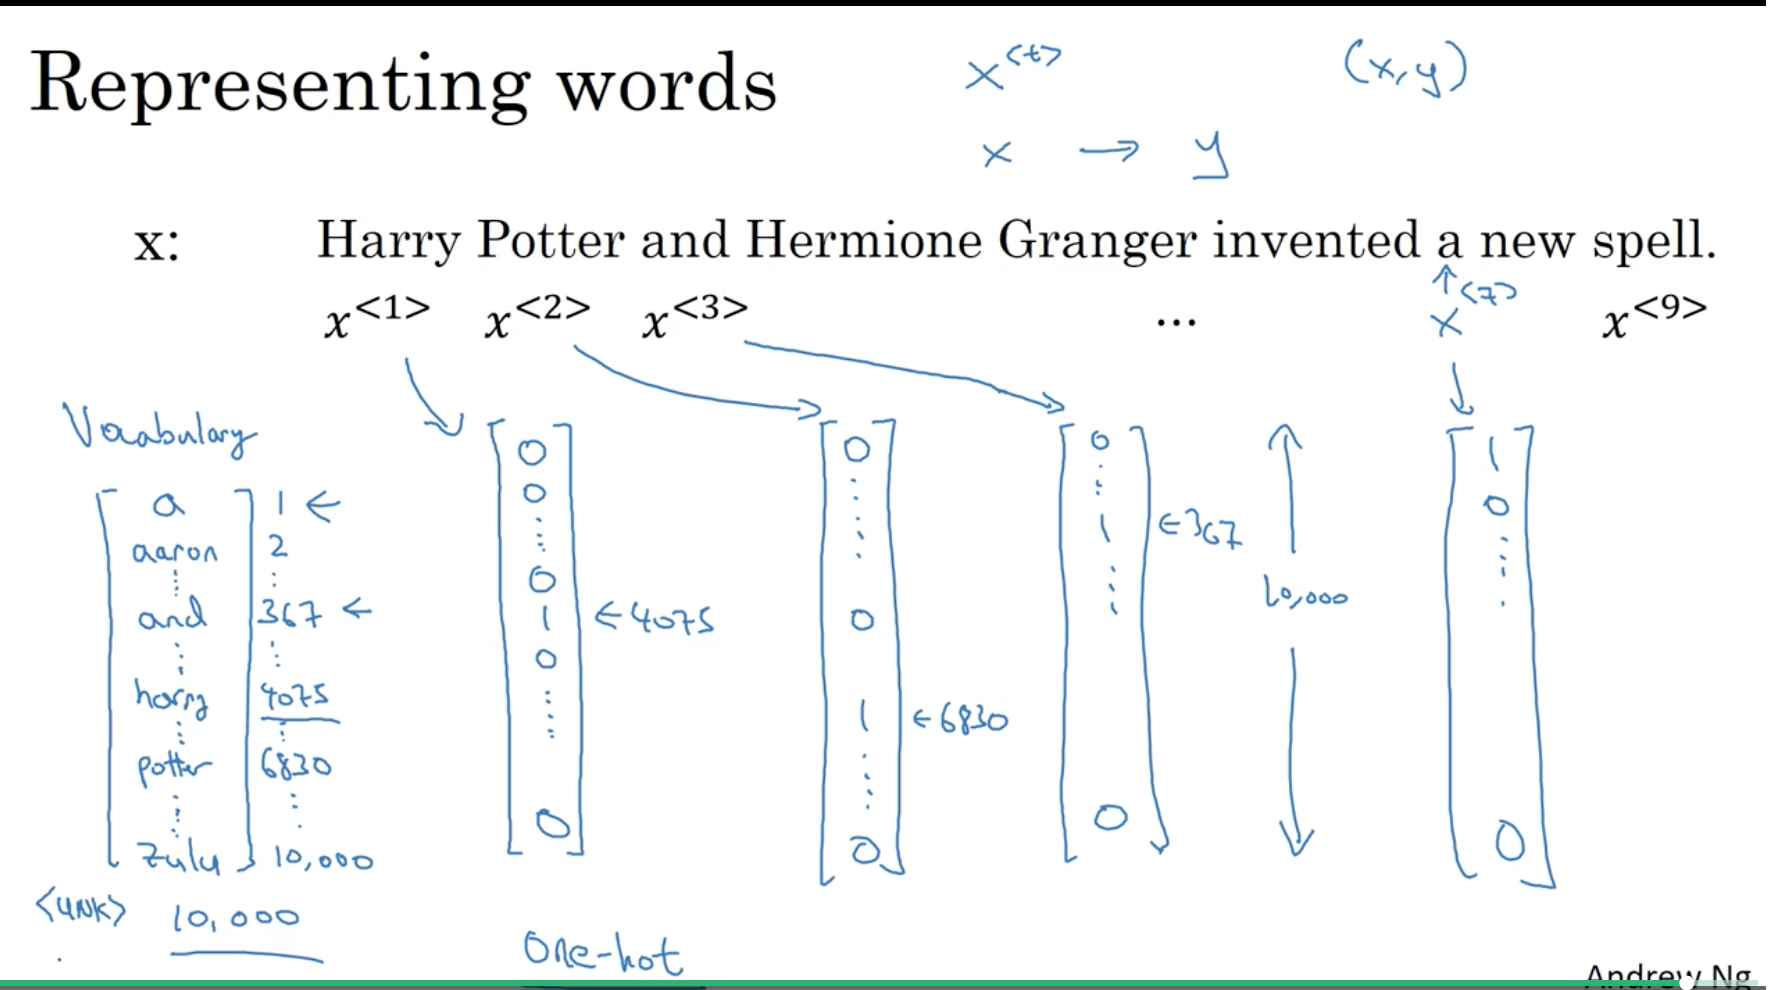 Representing words
x<t>
(x,y)
x → y
x: Harry Potter and Hermione Granger invented a new spell.
x<1> x<2> x<3> ... x<7> x<9>
Vocabulary
a 1 ←
aaron 2
and 367 ←
harry 4075
potter 6830
zulu 10,000
<UNK> 10,000
0
0
0
1 ← 4075
0
0
0
0
1 ← 6830
0
0
1 ← 367
0
10,000
1
0
0
One-hot
Andrew Ng